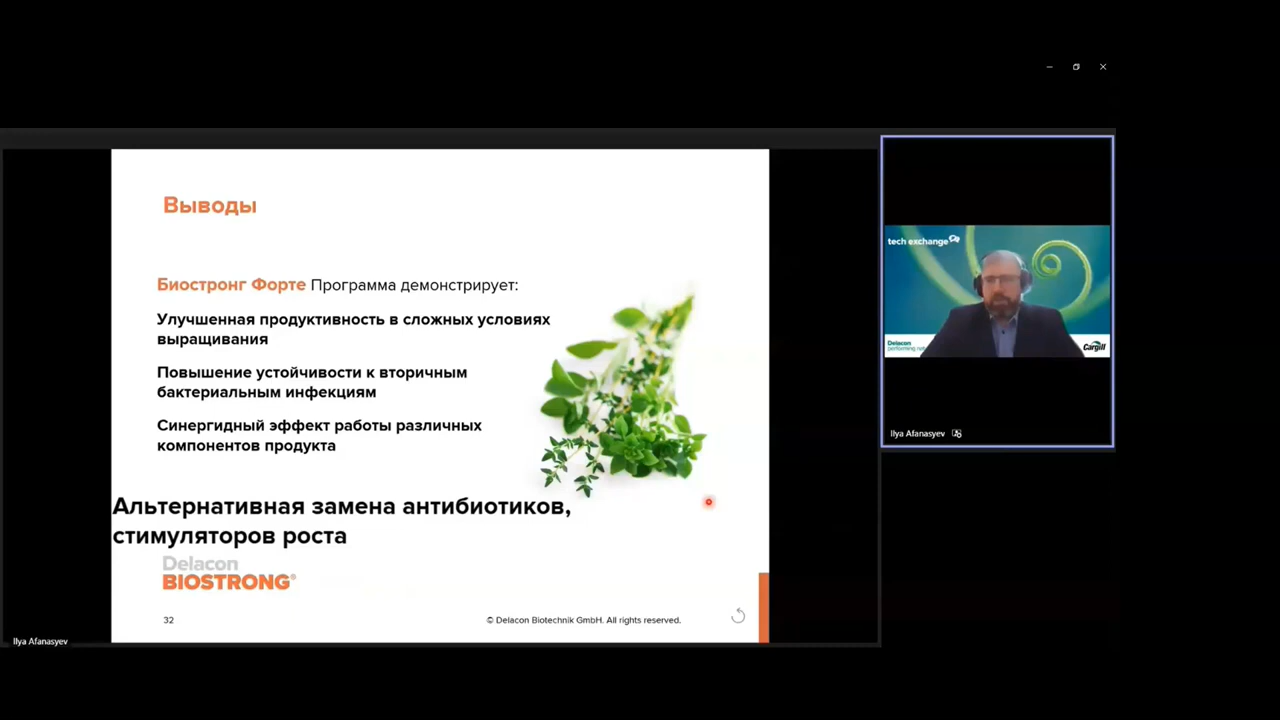 Выводы
Биостронг Форте Программа демонстрирует:
Улучшенная продуктивность в сложных условиях
выращивания
Повышение устойчивости к вторичным
бактериальным инфекциям
Синергидный эффект работы различных
компонентов продукта
Альтернативная замена антибиотиков,
стимуляторов роста
Delacon
BIOSTRONG®
32
© Delacon Biotechnik GmbH. All rights reserved.
Ilya Afanasyev
tech exchange
Delacon
performing nat
Cargill
Ilya Afanasyev